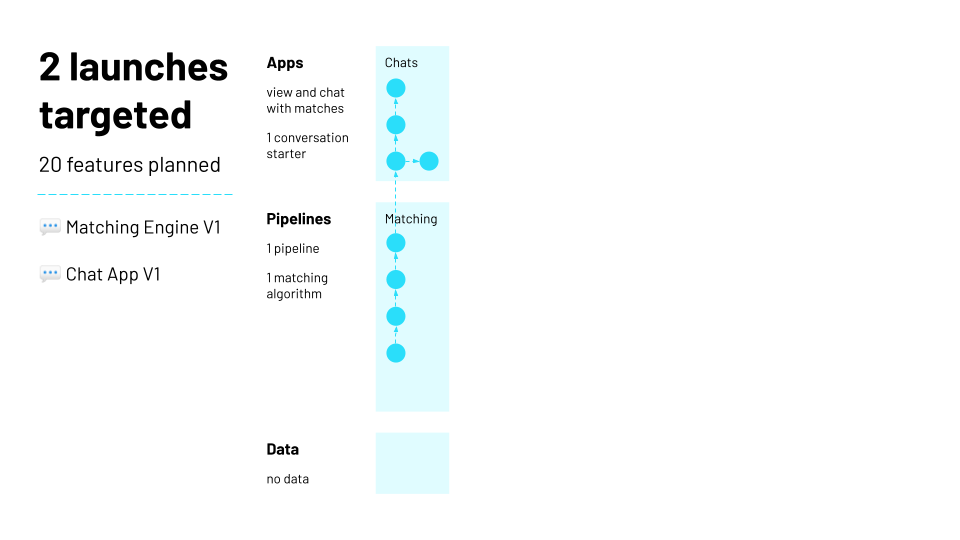 2 launches
targeted
20 features planned
💬 Matching Engine V1
💬 Chat App V1
Apps
view and chat
with matches
1 conversation
starter
Chats
Pipelines
1 pipeline
1 matching
algorithm
Matching
Data
no data